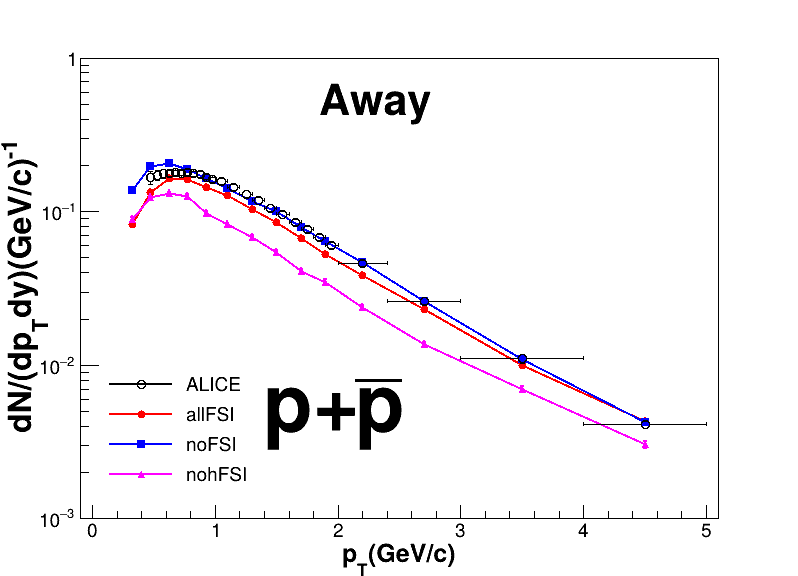 Away
dN/(dp_T dy)(GeV/c)^-1
1
10^-1
10^-2
10^-3
ALICE
allFSI
noFSI
nohFSI
p+p̅
0 1 2 3 4 5
p_T(GeV/c)